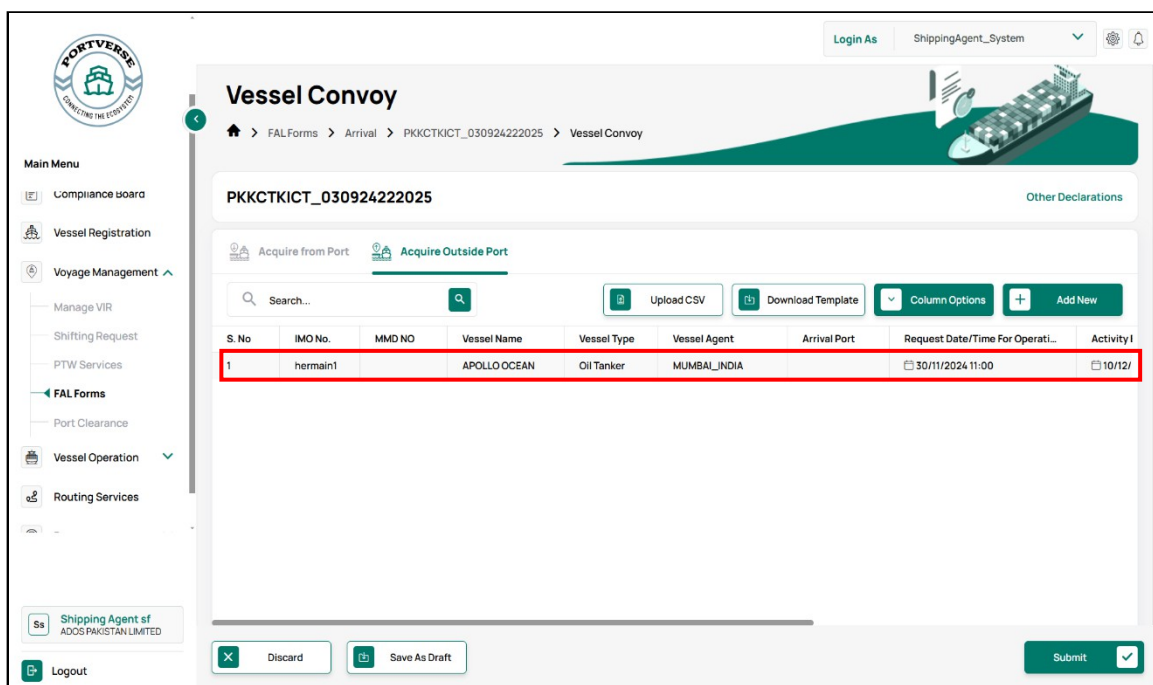 PORTVERSE
CONNECTING THE ECOSYSTEM
Login As ShippingAgent_System
Vessel Convoy
> FAL Forms > Arrival > PKKCTKICT_030924222025 > Vessel Convoy
Main Menu
Compliance Board
Vessel Registration
Voyage Management
Manage VIR
Shifting Request
PTW Services
FAL Forms
Port Clearance
Vessel Operation
Routing Services
Ss Shipping Agent sf
ADOS PAKISTAN LIMITED
Logout
PKKCTKICT_030924222025 Other Declarations
Acquire from Port Acquire Outside Port
Search... Upload CSV Download Template Column Options + Add New
S. No IMO No. MMD NO Vessel Name Vessel Type Vessel Agent Arrival Port Request Date/Time For Operati... Activity
1 hermain1 APOLLO OCEAN Oil Tanker MUMBAI_INDIA 30/11/2024 11:00 10/12/
Discard Save As Draft Submit